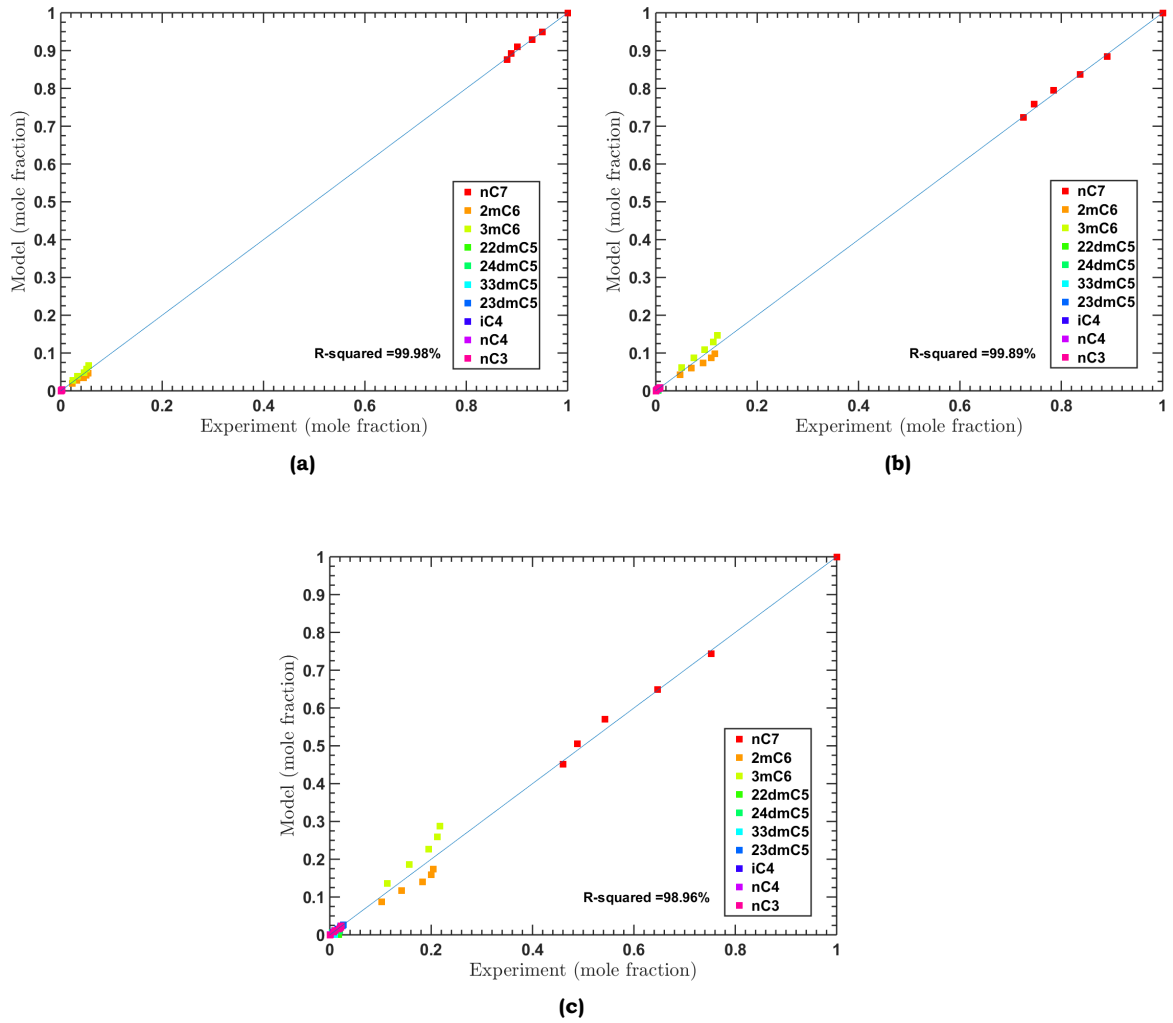 1
0.9
0.8
0.7
0.6
0.5
0.4
0.3
0.2
0.1
0
Model (mole fraction)
nC7
2mC6
3mC6
22dmC5
24dmC5
33dmC5
23dmC5
iC4
nC4
nC3
R-squared =99.98%
0 0.2 0.4 0.6 0.8 1
Experiment (mole fraction)
(a)
1
0.9
0.8
0.7
0.6
0.5
0.4
0.3
0.2
0.1
0
Model (mole fraction)
nC7
2mC6
3mC6
22dmC5
24dmC5
33dmC5
23dmC5
iC4
nC4
nC3
R-squared =99.89%
0 0.2 0.4 0.6 0.8 1
Experiment (mole fraction)
(b)
1
0.9
0.8
0.7
0.6
0.5
0.4
0.3
0.2
0.1
0
Model (mole fraction)
nC7
2mC6
3mC6
22dmC5
24dmC5
33dmC5
23dmC5
iC4
nC4
nC3
R-squared =98.96%
0 0.2 0.4 0.6 0.8 1
Experiment (mole fraction)
(c)